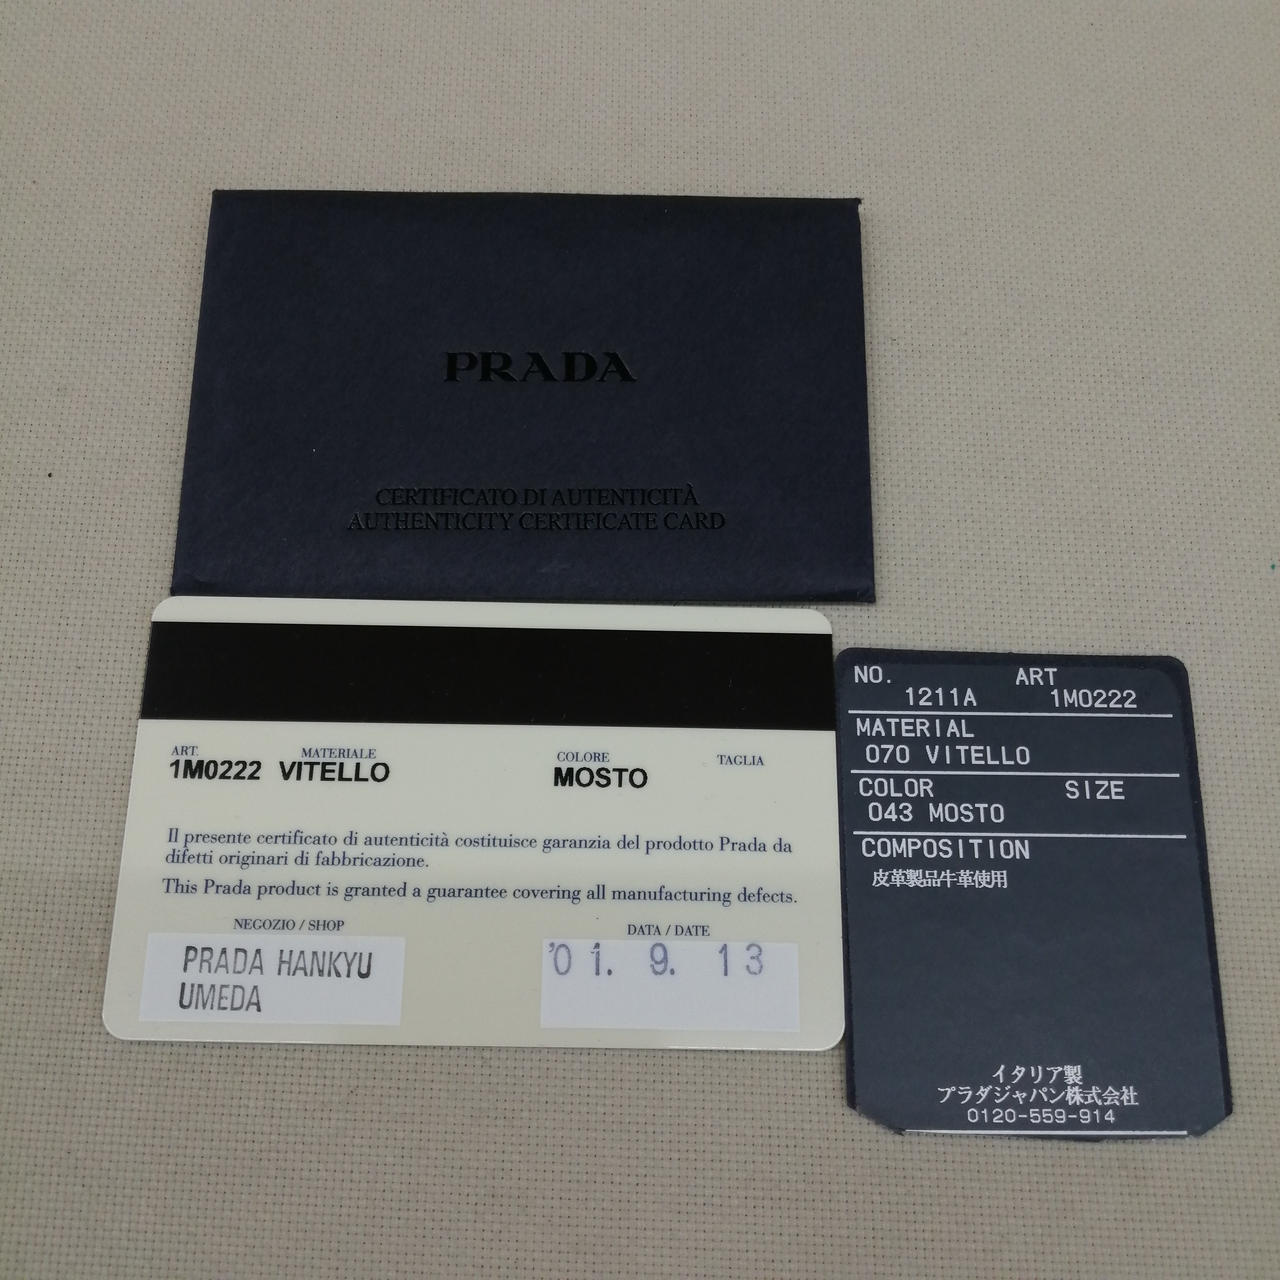 PRADA
CERTIFICATO DI AUTENTICITÀ
AUTHENTICITY CERTIFICATE CARD
ART. MATERIALE COLORE TAGLIA
1M0222 VITELLO MOSTO
Il presente certificato di autenticità costituisce garanzia del prodotto Prada da
difetti originari di fabbricazione.
This Prada product is granted a guarantee covering all manufacturing defects.
NEGOZIO / SHOP DATA / DATE
PRADA HANKYU
UMEDA
'01. 9. 13
NO. ART
1211A 1M0222
MATERIAL
070 VITELLO
COLOR SIZE
043 MOSTO
COMPOSITION
皮革製品牛革使用
イタリア製
プラダジャパン株式会社
0120-559-914